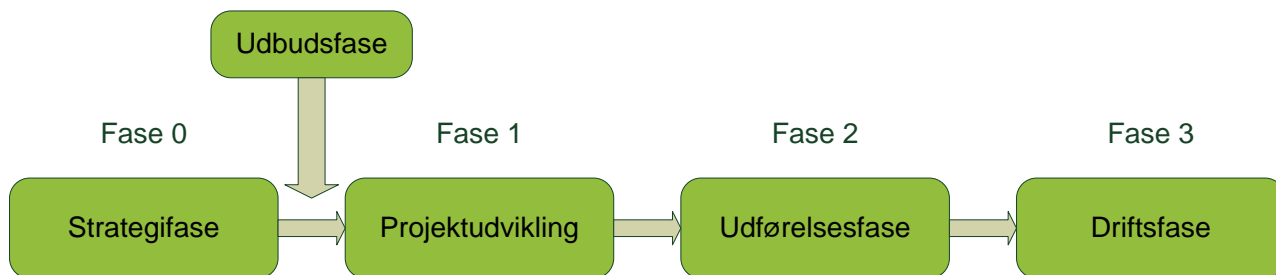 Udbudsfase
Fase 0
Fase 1
Fase 2
Fase 3
Strategifase
Projektudvikling
Udførelsesfase
Driftsfase